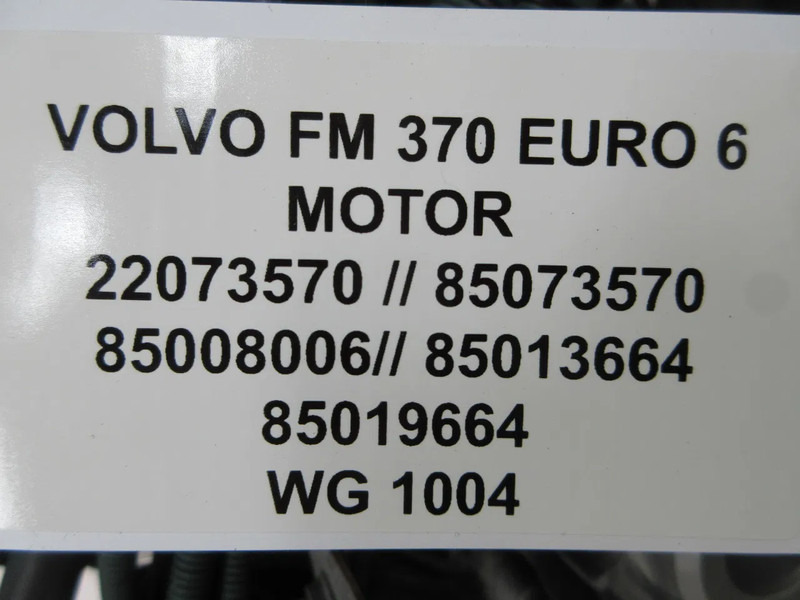 VOLVO FM 370 EURO 6
MOTOR
22073570 // 85073570
85008006// 85013664
85019664
WG 1004